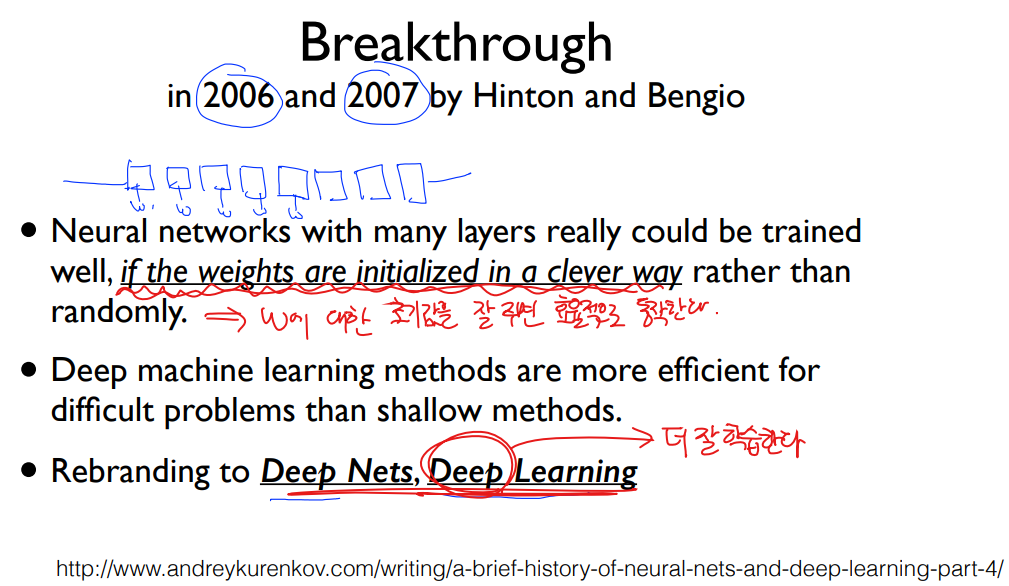 Breakthrough
in 2006 and 2007 by Hinton and Bengio
w, w w w w
• Neural networks with many layers really could be trained
well, if the weights are initialized in a clever way rather than
randomly. ⇒ W에 대한 초기값을 잘 주면 효율적으로 동작한다.
• Deep machine learning methods are more efficient for
difficult problems than shallow methods.
→ 더 잘 학습한다
• Rebranding to Deep Nets, Deep Learning
http://www.andreykurenkov.com/writing/a-brief-history-of-neural-nets-and-deep-learning-part-4/